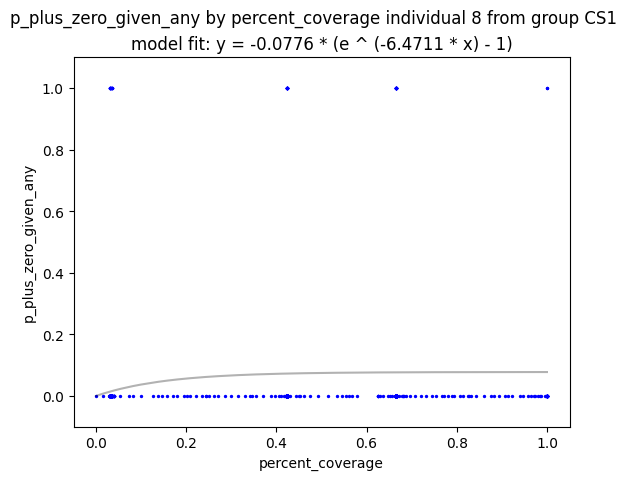 p_plus_zero_given_any by percent_coverage individual 8 from group CS1
model fit: y = -0.0776 * (e ^ (-6.4711 * x) - 1)
1.0
0.8
0.6
0.4
0.2
0.0
p_plus_zero_given_any
0.0 0.2 0.4 0.6 0.8 1.0
percent_coverage